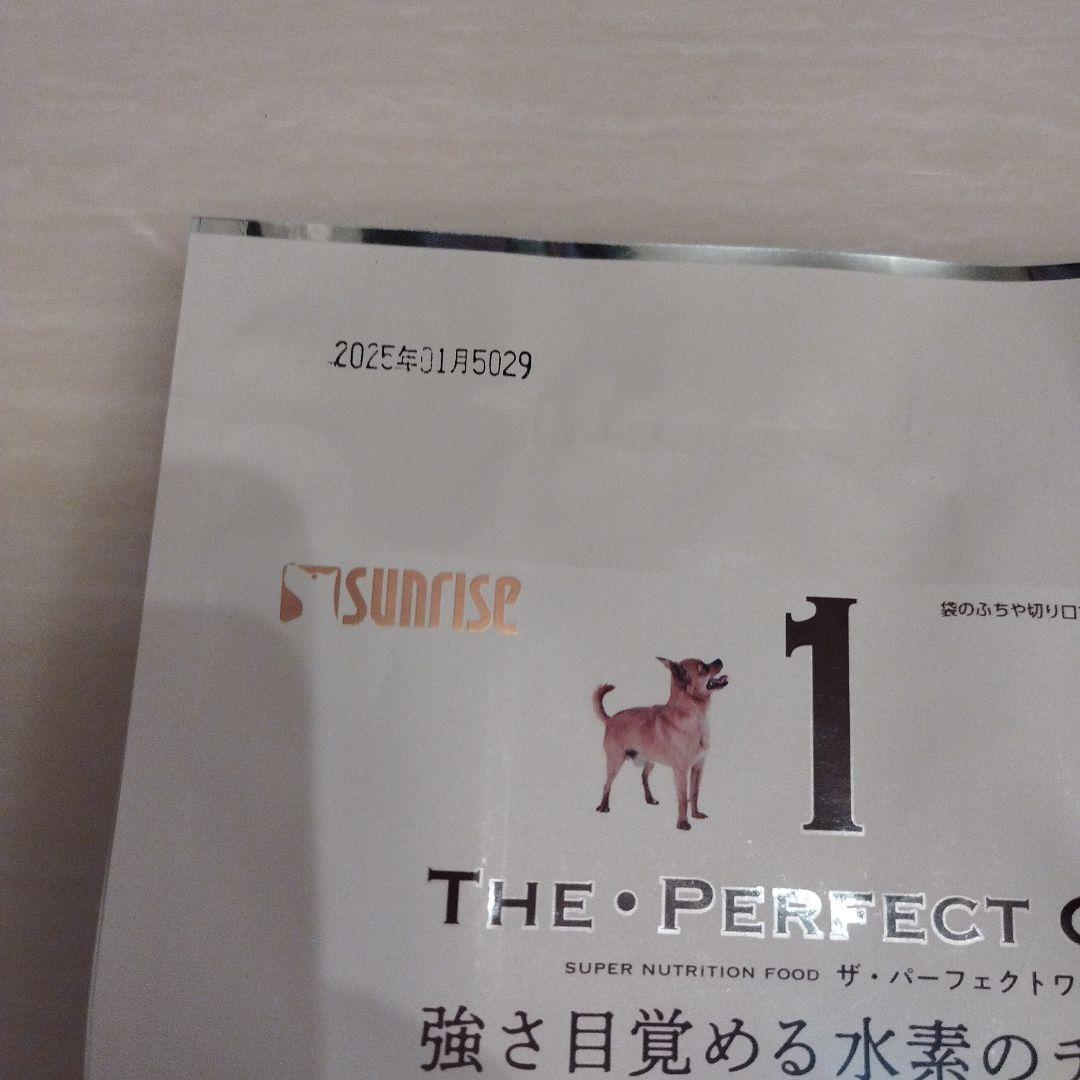 2025年01月5029
sunrise
袋のふちや切り口
1
THE・PERFECT
SUPER NUTRITION FOOD ザ・パーフェクトワ
強さ目覚める水素の